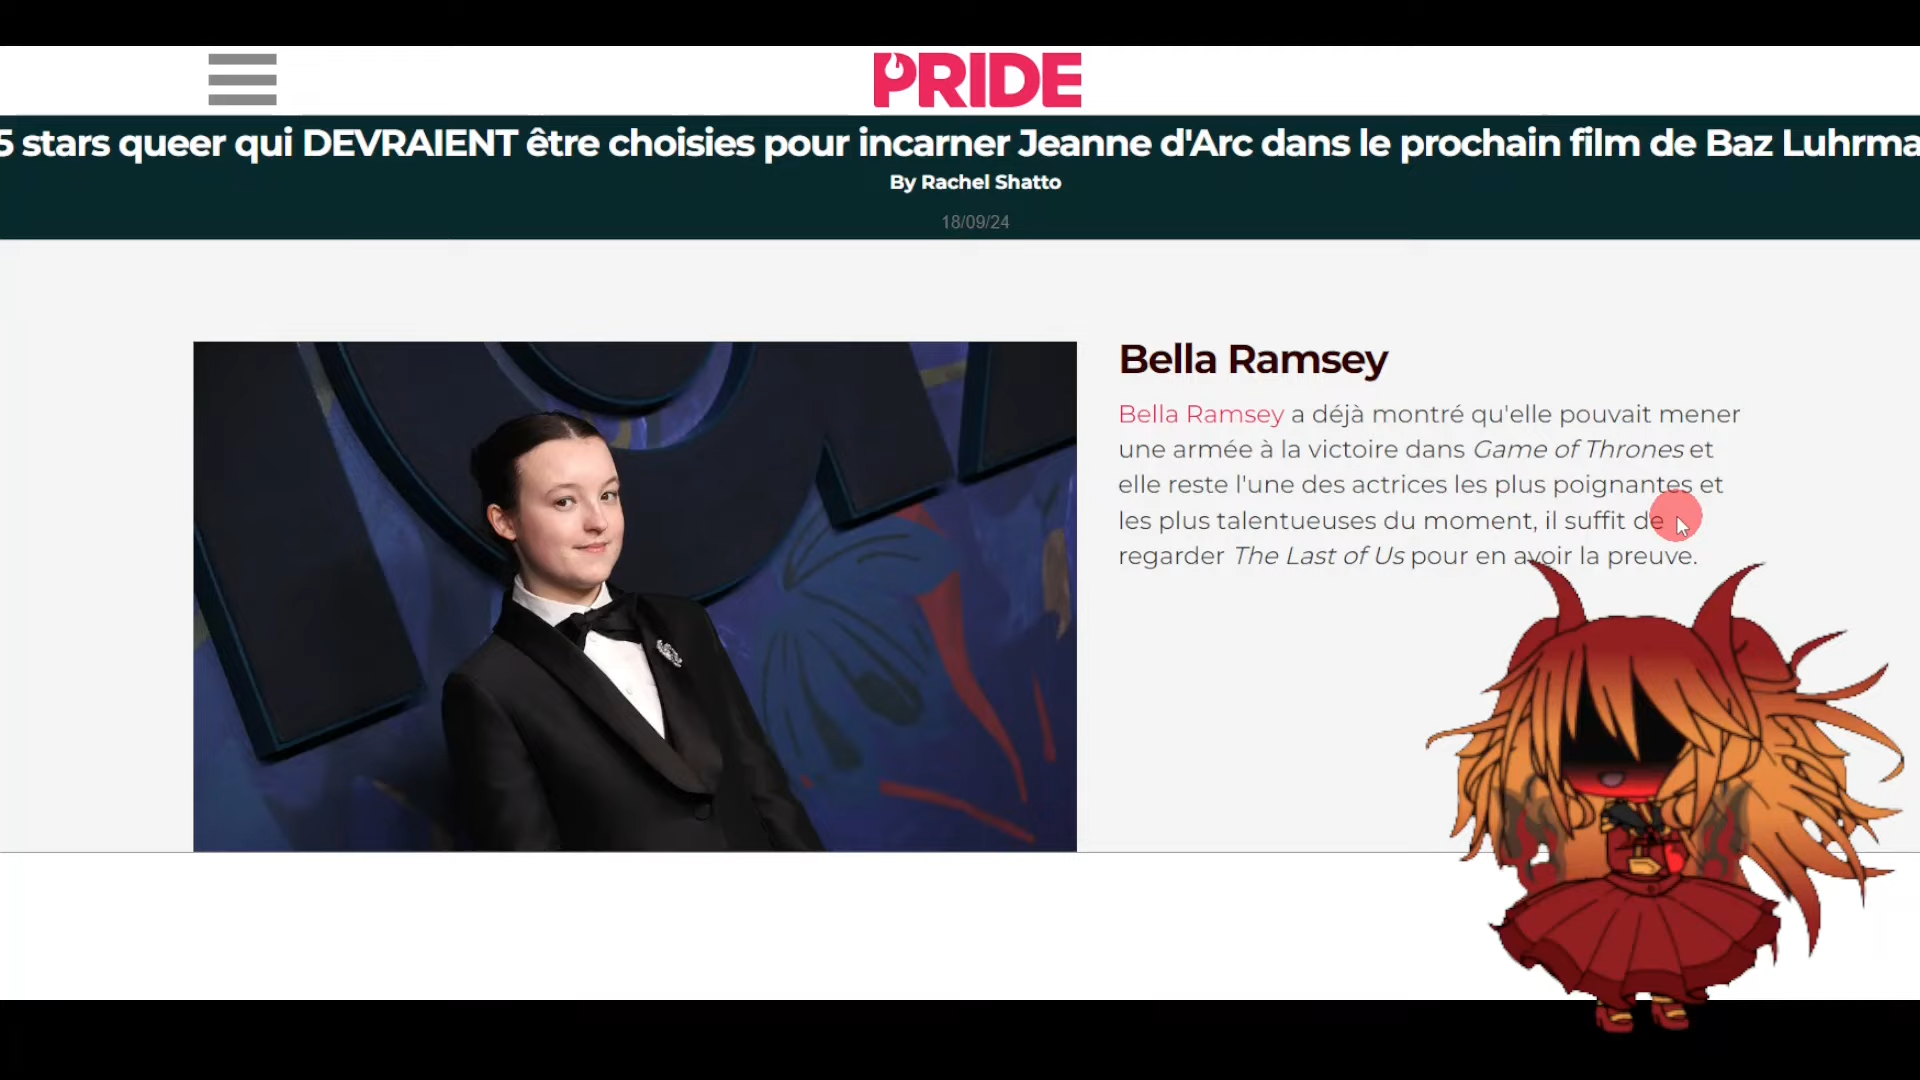 PRIDE
5 stars queer qui DEVRAIENT être choisies pour incarner Jeanne d'Arc dans le prochain film de Baz Luhrma
By Rachel Shatto
18/09/24
Bella Ramsey
Bella Ramsey a déjà montré qu'elle pouvait mener
une armée à la victoire dans Game of Thrones et
elle reste l'une des actrices les plus poignantes et
les plus talentueuses du moment, il suffit de
regarder The Last of Us pour en avoir la preuve.